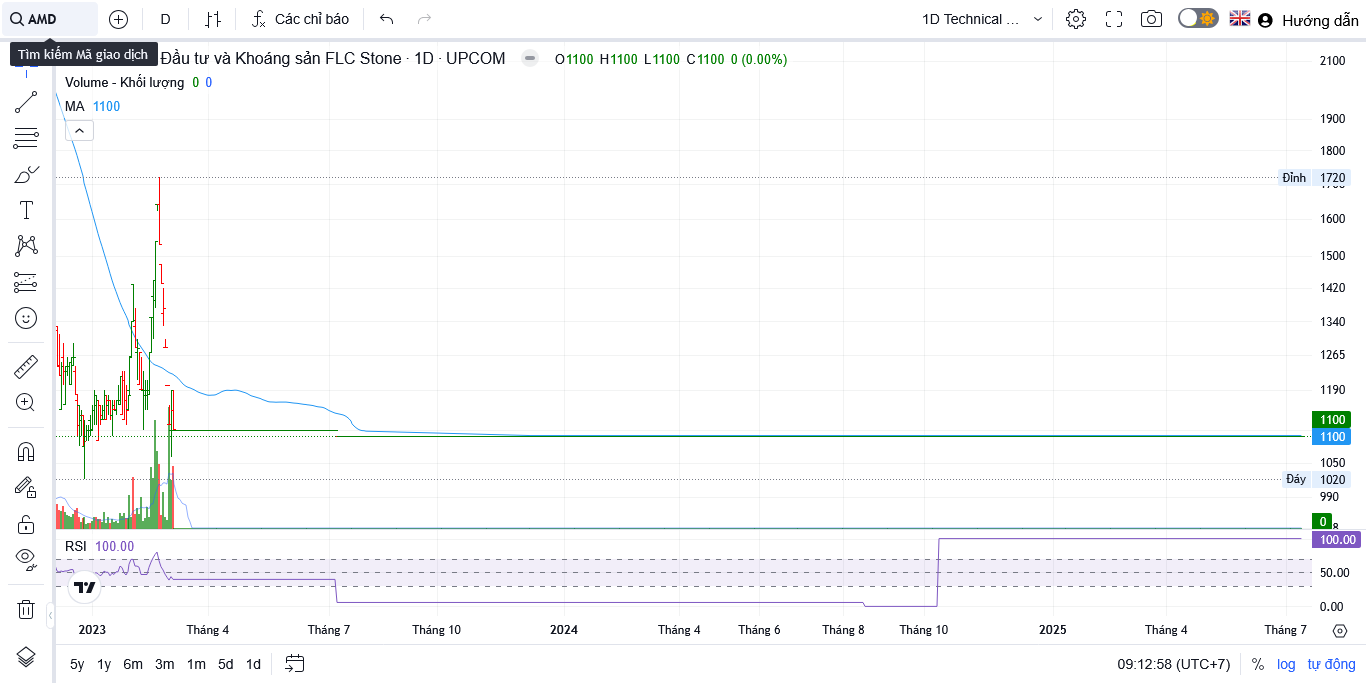 AMD
D
Các chỉ báo
1D Technical ...
Hướng dẫn
Tìm kiếm Mã giao dịch
Đầu tư và Khoáng sản FLC Stone · 1D · UPCOM
O1100 H1100 L1100 C1100 0 (0.00%)
Volume - Khối lượng 0 0
MA 1100
2100
1900
1800
Đỉnh 1720
1600
1500
1420
1340
1265
1190
1100
1100
1050
Đáy 1020
990
0
RSI 100.00
100.00
50.00
0.00
2023 Tháng 4 Tháng 7 Tháng 10 2024 Tháng 4 Tháng 6 Tháng 8 Tháng 10 2025 Tháng 4 Tháng 7
5y 1y 6m 3m 1m 5d 1d
09:12:58 (UTC+7) % log tự động